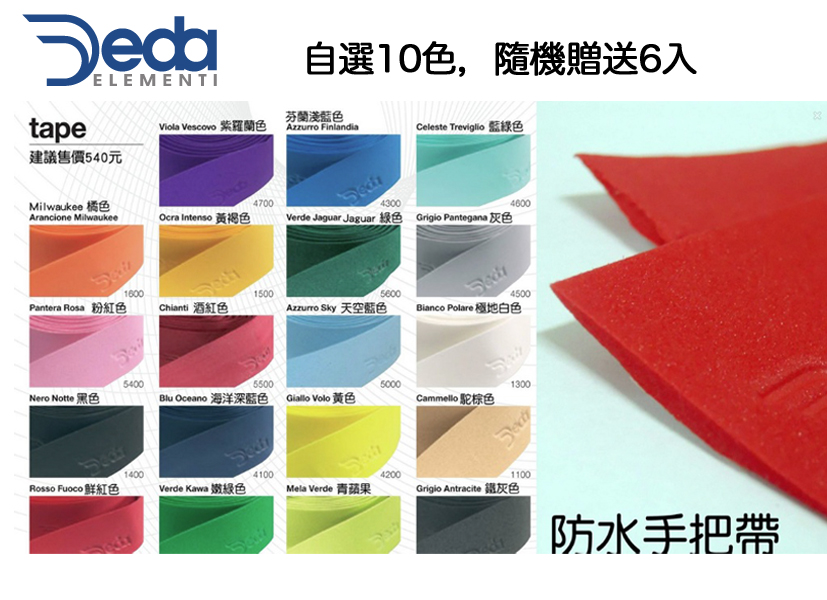 Deda
ELEMENTI
自選10色，隨機贈送6入
tape
建議售價540元
Viola Vescovo 紫羅蘭色
4700
芬蘭淺藍色
Azzurro Finlandia
4300
Celeste Treviglio 藍綠色
4600
Milwaukee 橘色
Arancione Milwaukee
1600
Ocra Intenso 黃褐色
1500
Verde Jaguar Jaguar 綠色
5600
Grigio Pantegana 灰色
4500
Pantera Rosa 粉紅色
5400
Chianti 酒紅色
5500
Azzurro Sky 天空藍色
5000
Bianco Polare 極地白色
1300
Nero Notte 黑色
1400
Blu Oceano 海洋深藍色
4100
Giallo Volo 黃色
4200
Cammello 駝棕色
1100
Rosso Fuoco 鮮紅色
Verde Kawa 嫩綠色
Mela Verde 青蘋果
Grigio Antracite 鐵灰色
防水手把帶